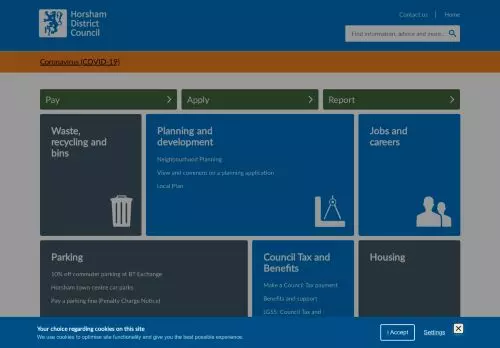 Horsham
District
Council
Contact us
Home
Find information, advice and more...
Coronavirus (COVID-19)
Pay
Apply
Report
Waste,
recycling and
bins
Planning and
development
Neighbourhood Planning
View and comment on a planning application
Local Plan
Jobs and
careers
Parking
10% off commuter parking at BT Exchange
Horsham town centre car parks
Pay a parking fine (Penalty Charge Notice)
Council Tax and
Benefits
Make a Council Tax payment
Benefits and support
LGSS: Council Tax and
Housing
Your choice regarding cookies on this site
We use cookies to optimise site functionality and give you the best possible experience.
I Accept
Settings